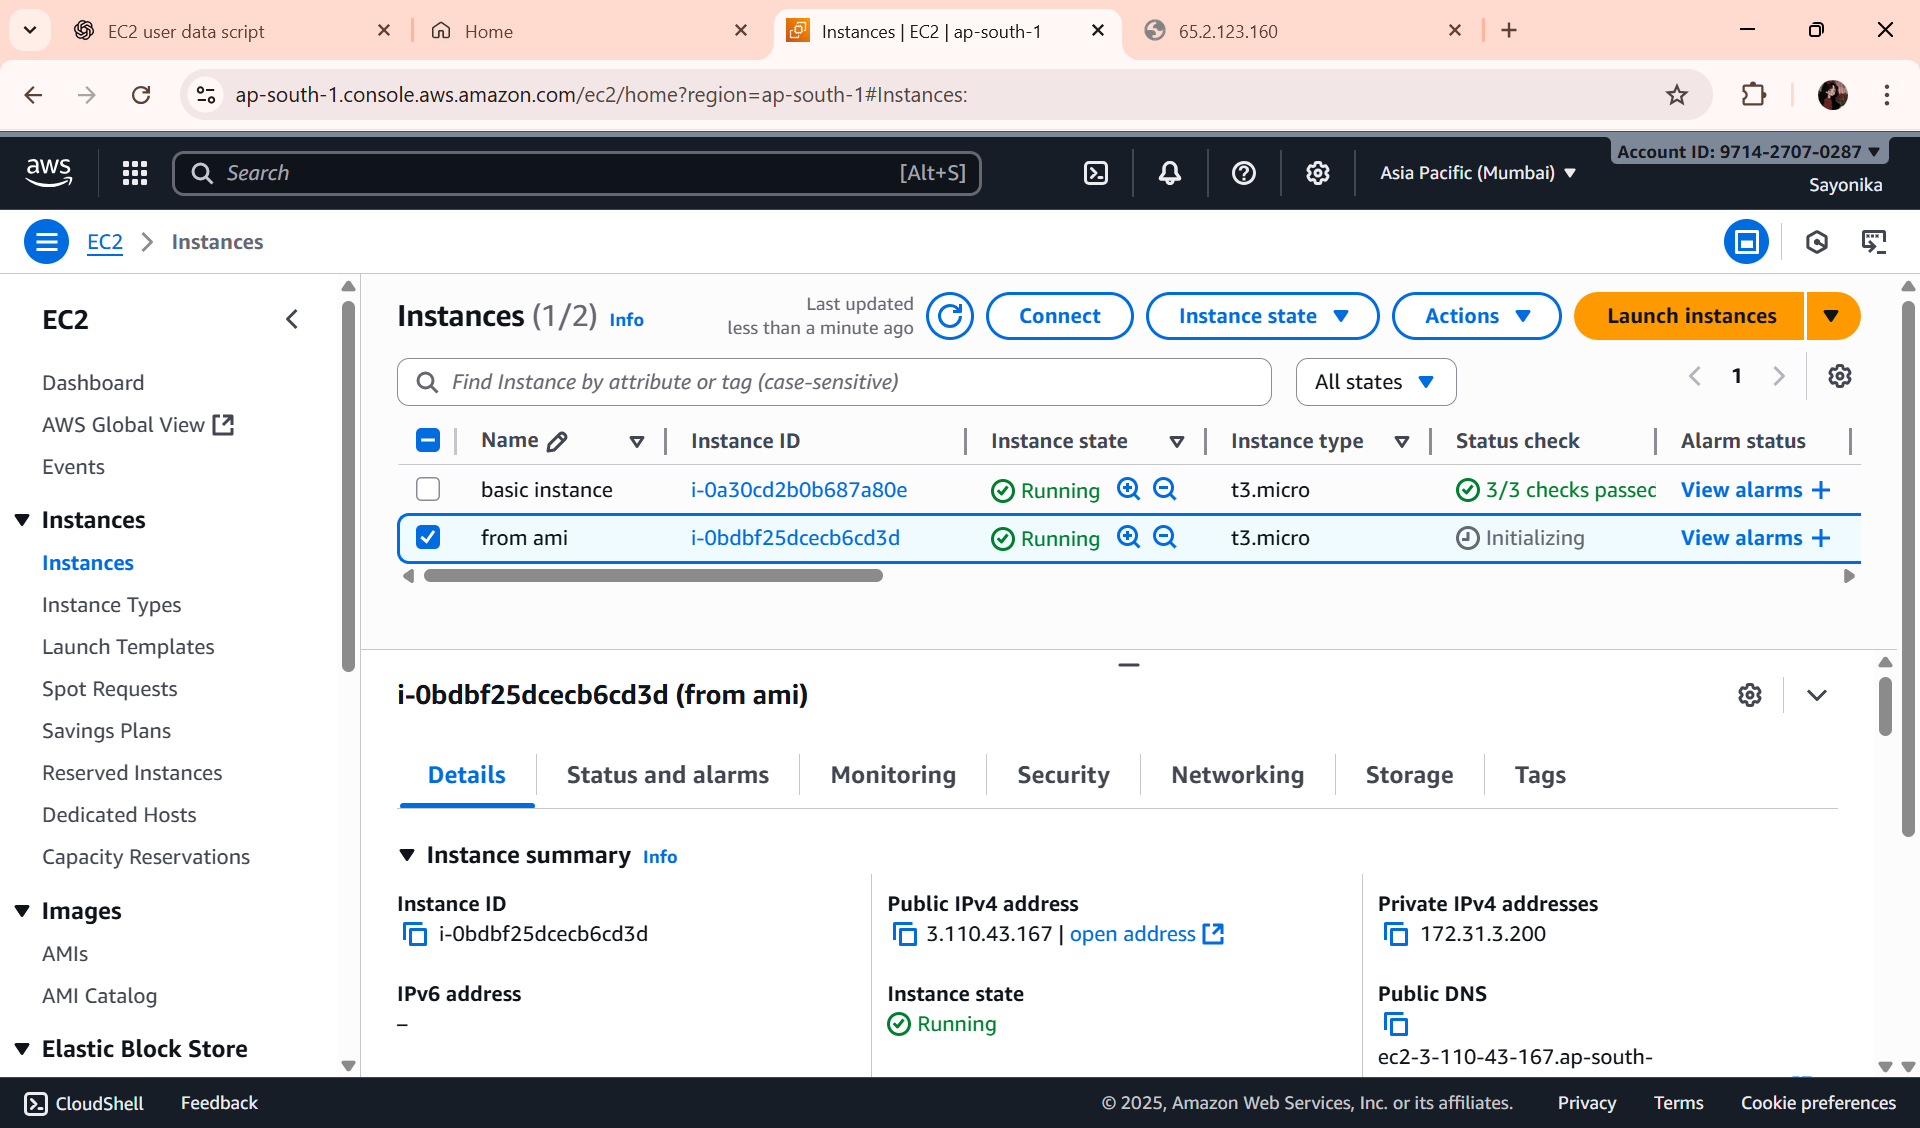 EC2 user data script
Home
Instances | EC2 | ap-south-1
65.2.123.160
ap-south-1.console.aws.amazon.com/ec2/home?region=ap-south-1#Instances:
aws
Search
[Alt+S]
Asia Pacific (Mumbai)
Account ID: 9714-2707-0287
Sayonika
EC2
Instances
EC2
Dashboard
AWS Global View
Events
Instances
Instances
Instance Types
Launch Templates
Spot Requests
Savings Plans
Reserved Instances
Dedicated Hosts
Capacity Reservations
Images
AMIs
AMI Catalog
Elastic Block Store
Instances (1/2) Info
Last updated
less than a minute ago
Connect
Instance state
Actions
Launch instances
Find Instance by attribute or tag (case-sensitive)
All states
1
Name Instance ID Instance state Instance type Status check Alarm status
basic instance i-0a30cd2b0b687a80e Running t3.micro 3/3 checks passed View alarms +
from ami i-0bdbf25dcecb6cd3d Running t3.micro Initializing View alarms +
i-0bdbf25dcecb6cd3d (from ami)
Details
Status and alarms
Monitoring
Security
Networking
Storage
Tags
Instance summary Info
Instance ID
i-0bdbf25dcecb6cd3d
Public IPv4 address
3.110.43.167 | open address
Private IPv4 addresses
172.31.3.200
IPv6 address
–
Instance state
Running
Public DNS
ec2-3-110-43-167.ap-south-
CloudShell
Feedback
© 2025, Amazon Web Services, Inc. or its affiliates.
Privacy
Terms
Cookie preferences